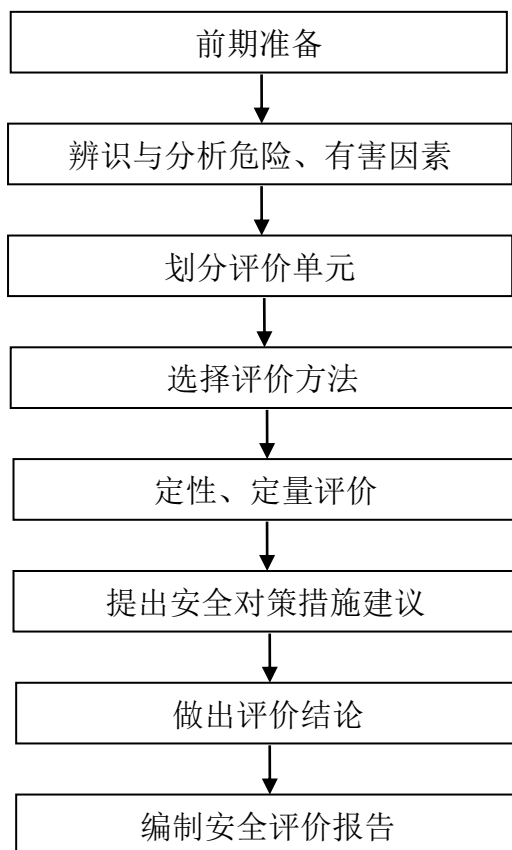 前期准备
辨识与分析危险、有害因素
划分评价单元
选择评价方法
定性、定量评价
提出安全对策措施建议
做出评价结论
编制安全评价报告